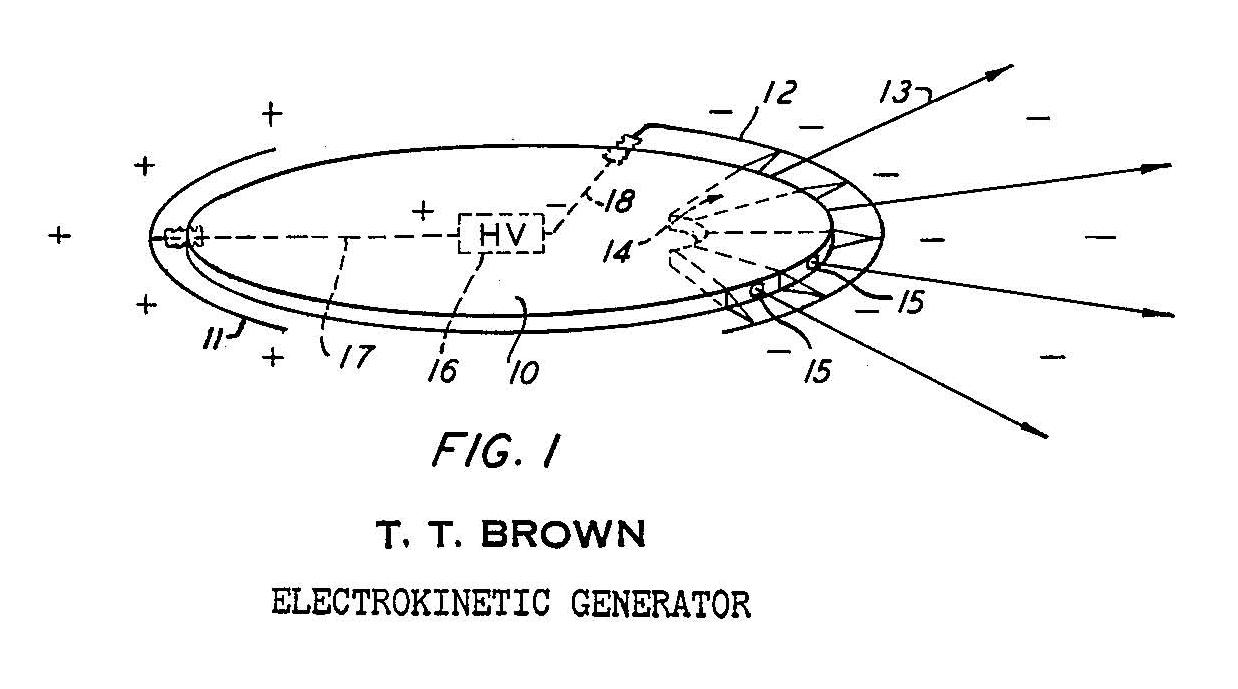 + − 12 − 13 −
+ −
+ + HV − 18 14 − −
+ 15
11 + 17 16 10 − 15 − −
FIG. 1
T. T. BROWN
ELECTROKINETIC GENERATOR